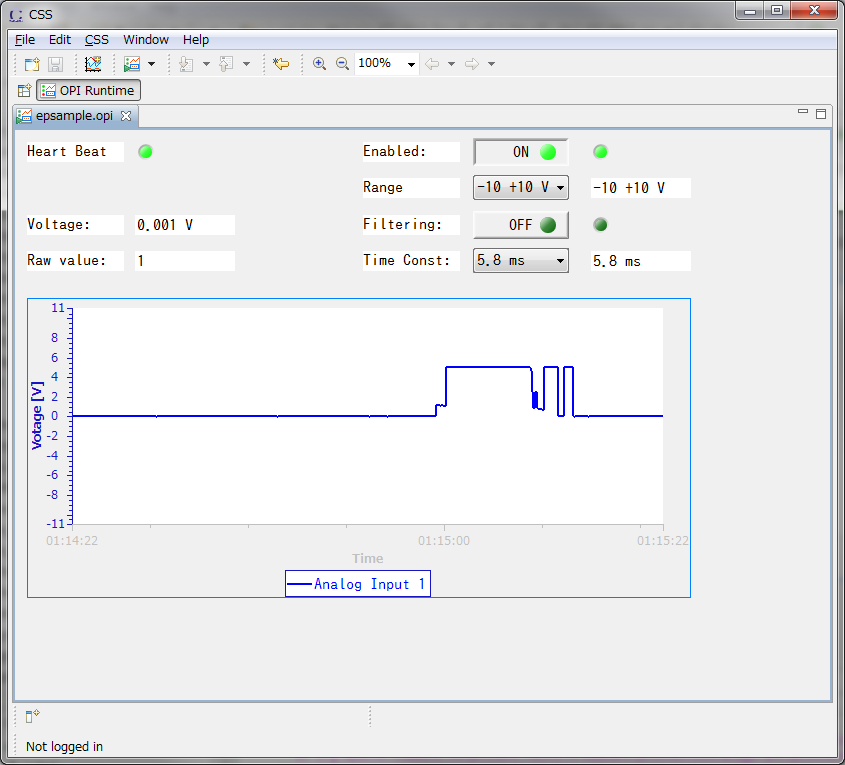 CSS
File Edit CSS Window Help
100%
OPI Runtime
epsample.opi
Heart Beat Enabled: ON
Range -10 +10 V -10 +10 V
Voltage: 0.001 V Filtering: OFF
Raw value: 1 Time Const: 5.8 ms 5.8 ms
11
8
6
4
2
0
-2
-4
-6
-8
-11
Votage [V]
01:14:22 01:15:00 01:15:22
Time
Analog Input 1
Not logged in